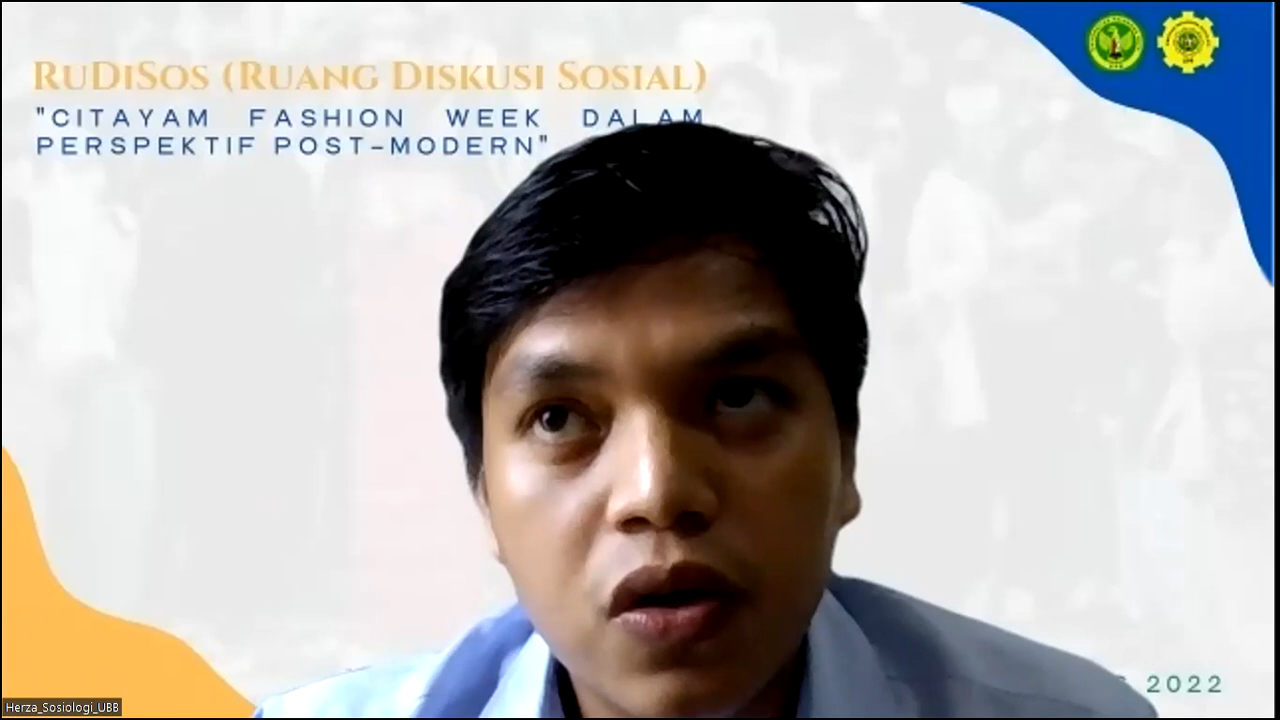 RUDISOS (RUANG DISKUSI SOSIAL)
"CITAYAM FASHION WEEK DALAM
PERSPEKTIF POST-MODERN"
2022
Herza_Sosiologi_UBB